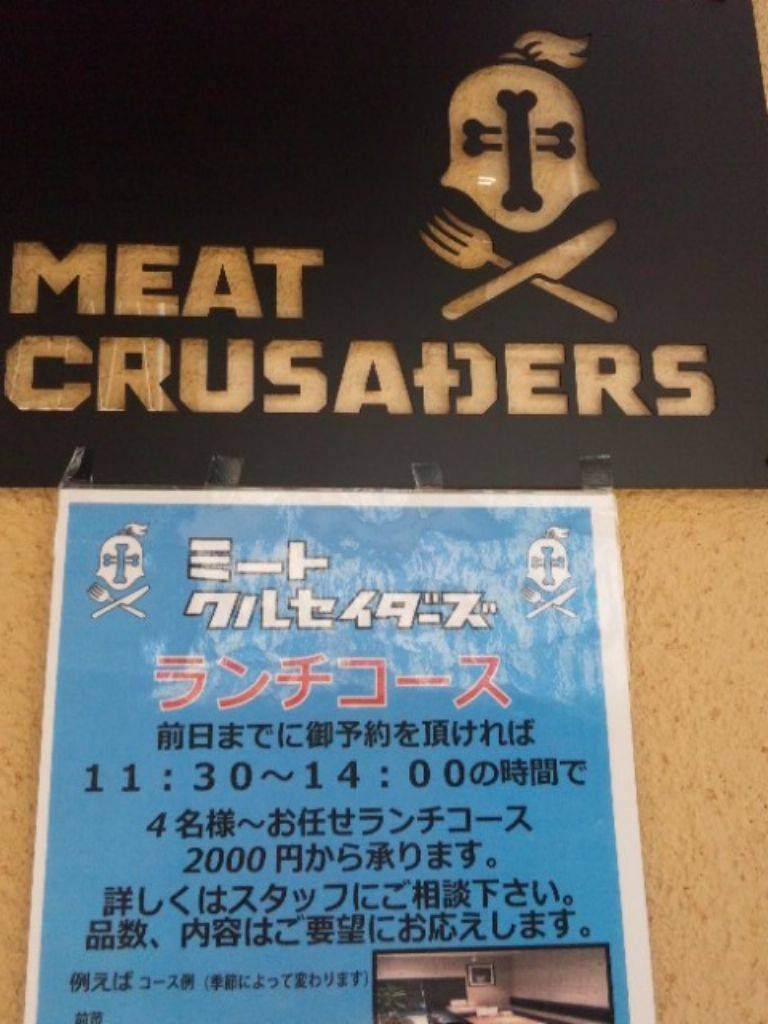 MEAT
CRUSADERS
ミート
クルセイダーズ
ランチコース
前日までに御予約を頂ければ
１１：３０～１４：００の時間で
4名様～お任せランチコース
2000円から承ります。
詳しくはスタッフにご相談下さい。
品数、内容はご要望にお応えします。
例えば コース例（季節によって変わります）
前菜